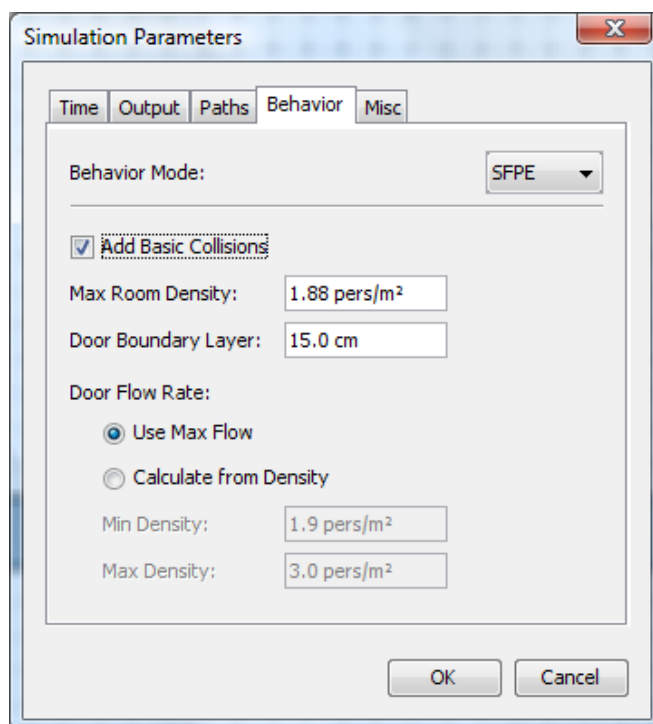 Simulation Parameters
Time Output Paths Behavior Misc
Behavior Mode: SFPE
Add Basic Collisions
Max Room Density: 1.88 pers/m²
Door Boundary Layer: 15.0 cm
Door Flow Rate:
Use Max Flow
Calculate from Density
Min Density: 1.9 pers/m²
Max Density: 3.0 pers/m²
OK Cancel